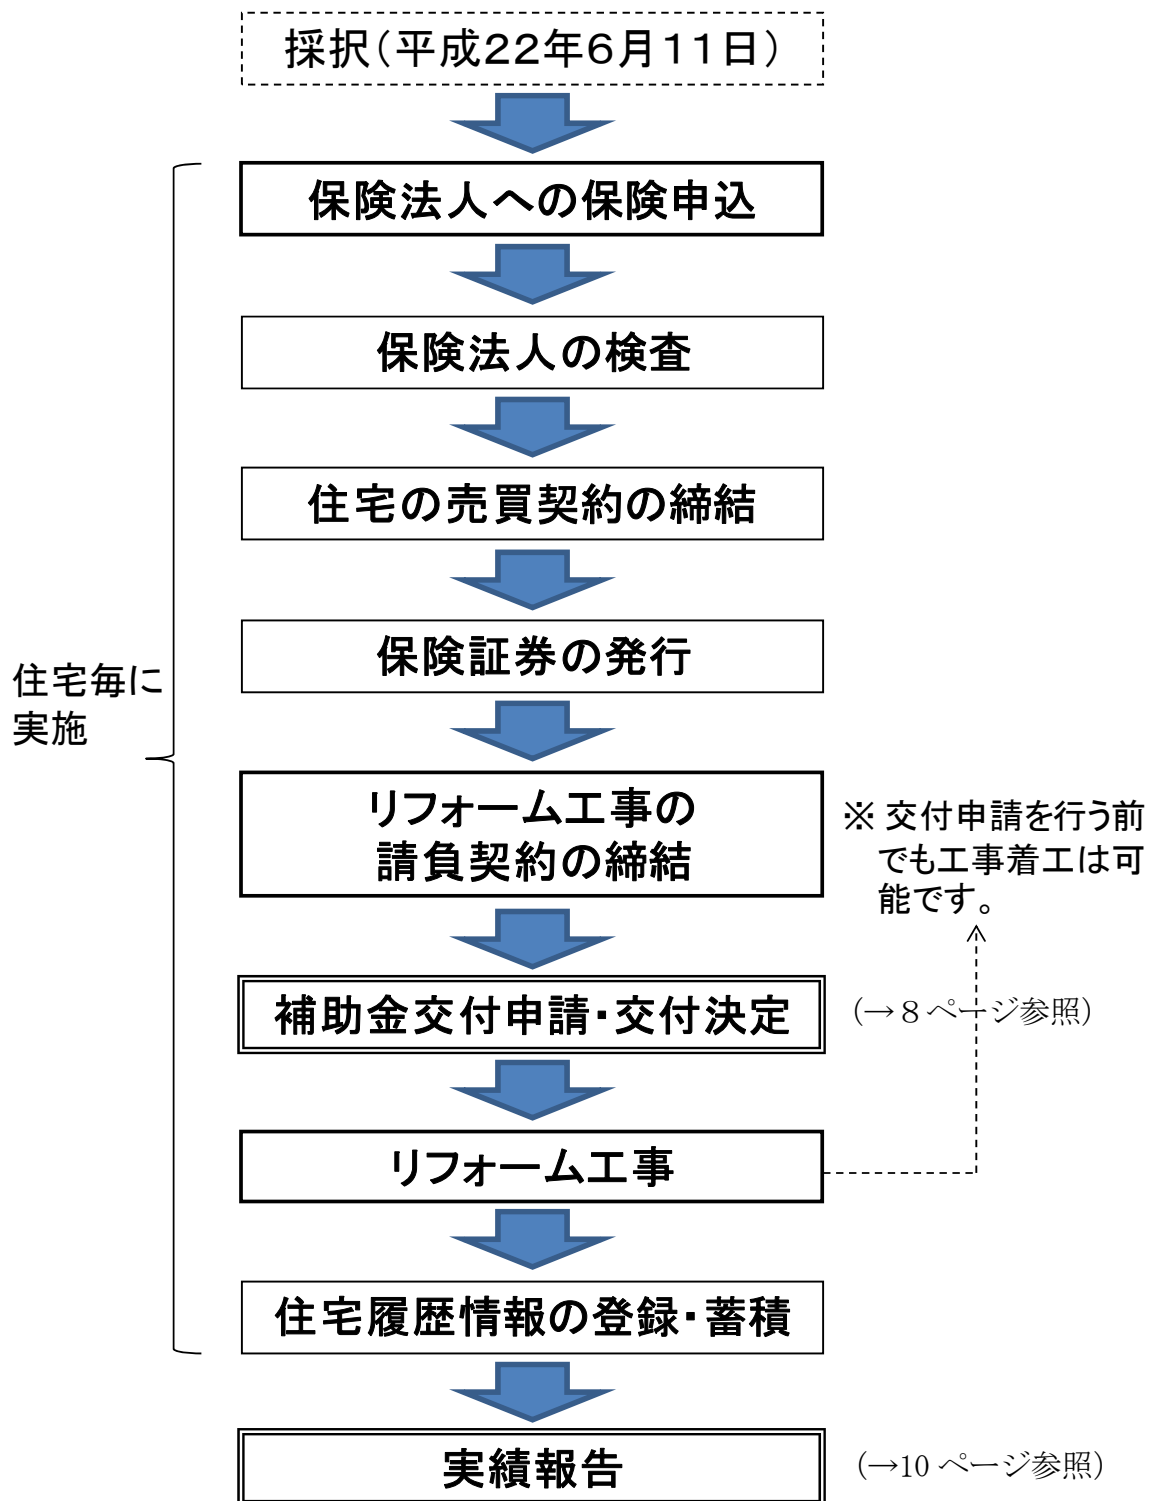 採択（平成２２年６月１１日）
保険法人への保険申込
保険法人の検査
住宅の売買契約の締結
保険証券の発行
住宅毎に
実施
リフォーム工事の
請負契約の締結
※ 交付申請を行う前
でも工事着工は可
能です。
補助金交付申請・交付決定
（→８ページ参照）
リフォーム工事
住宅履歴情報の登録・蓄積
実績報告
（→10 ページ参照）